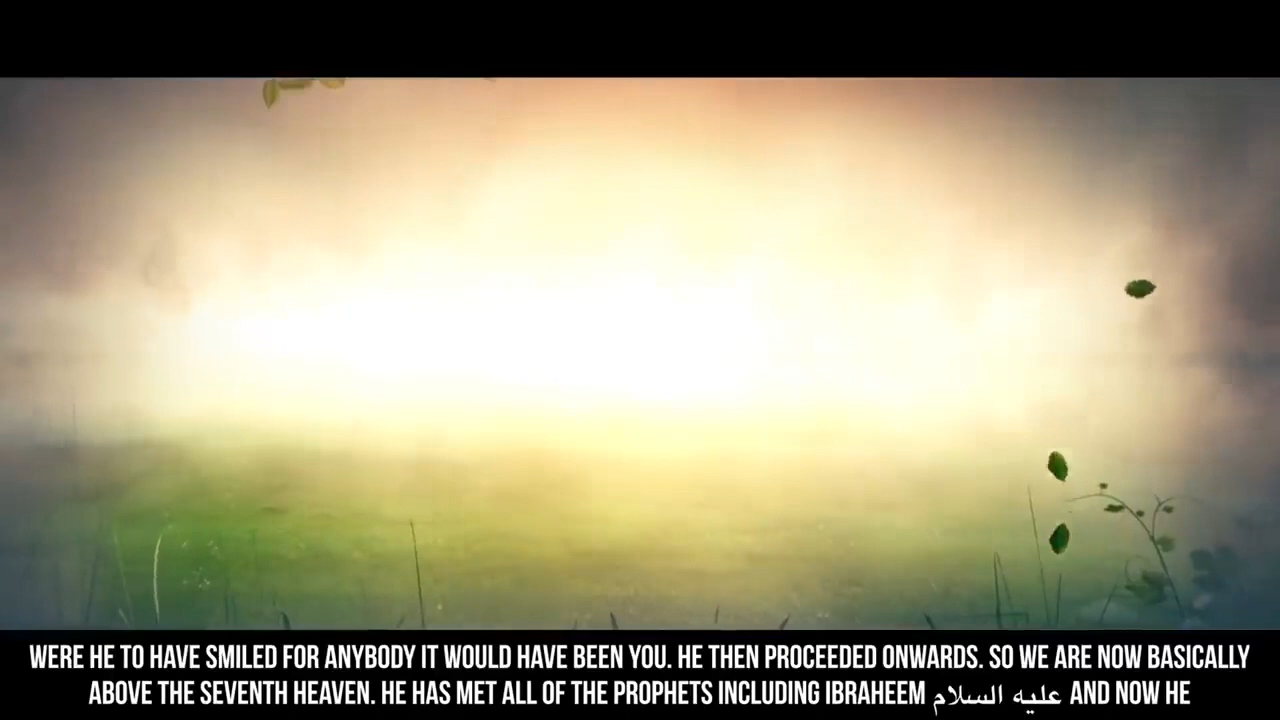 WERE HE TO HAVE SMILED FOR ANYBODY IT WOULD HAVE BEEN YOU. HE THEN PROCEEDED ONWARDS. SO WE ARE NOW BASICALLY
ABOVE THE SEVENTH HEAVEN. HE HAS MET ALL OF THE PROPHETS INCLUDING IBRAHEEM عليه السلام AND NOW HE